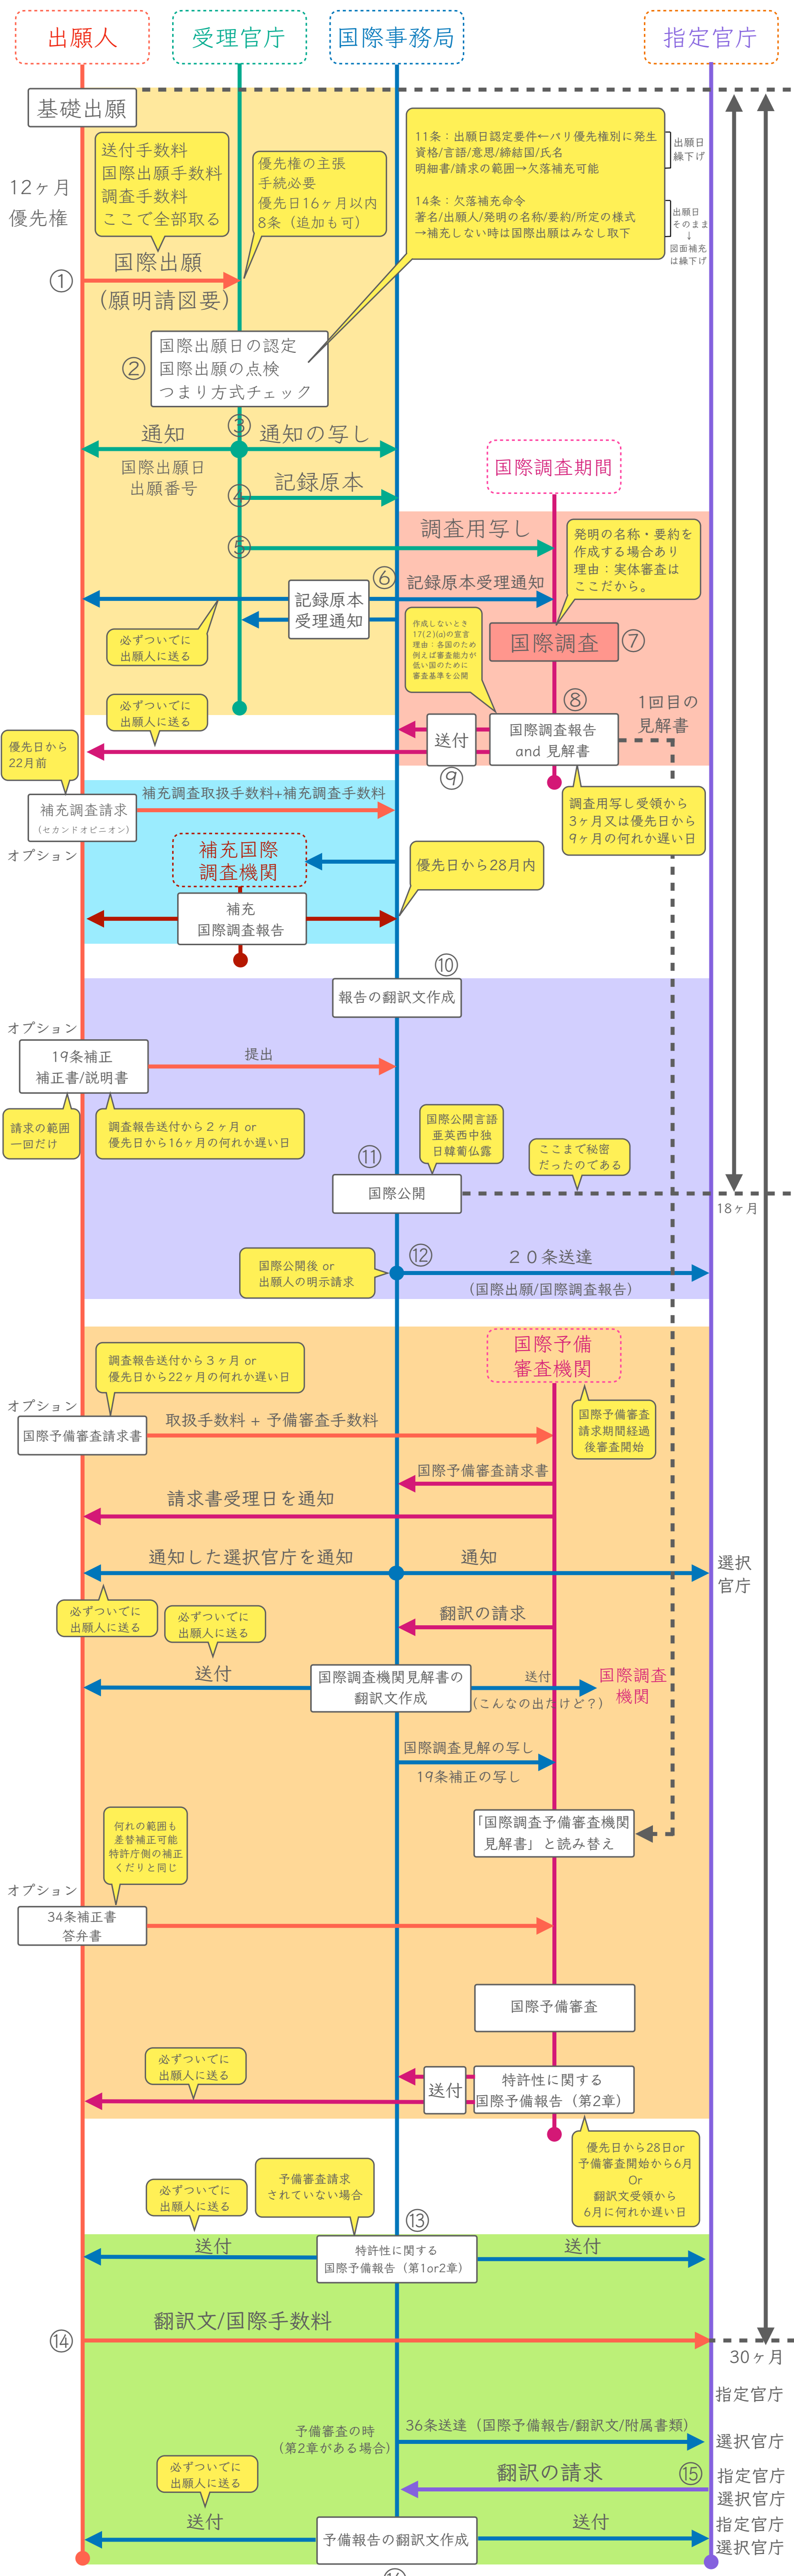 出願人
受理官庁
国際事務局
指定官庁
基礎出願
12ヶ月
優先権
送付手数料
国際出願手数料
調査手数料
ここで全部取る
優先権の主張
手続必要
優先日16ヶ月以内
8条（追加も可）
11条：出願日認定要件←パリ優先権別に発生
資格/言語/意思/締結国/氏名
明細書/請求の範囲→欠落補充可能
14条：欠落補充命令
著名/出願人/発明の名称/要約/所定の様式
→補充しない時は国際出願はみなし取下
出願日
繰下げ
出願日
そのまま
↓
図面補充
は繰下げ
①
国際出願
(願明請図要)
②
国際出願日の認定
国際出願の点検
つまり方式チェック
③
通知
通知の写し
国際出願日
出願番号
④
記録原本
国際調査期間
⑤
調査用写し
発明の名称・要約を
作成する場合あり
理由：実体審査は
ここだから。
⑥
記録原本
受理通知
記録原本受理通知
必ずついでに
出願人に送る
作成しないとき
17(2)(a)の宣言
理由：各国のため
例えば審査能力が
低い国のために
審査基準を公開
国際調査
⑦
必ずついでに
出願人に送る
⑧
1回目の
見解書
国際調査報告
and 見解書
送付
⑨
優先日から
22月前
補充調査請求
（セカンドオピニオン）
オプション
補充調査取扱手数料+補充調査手数料
調査用写し受領から
3ヶ月又は優先日から
9ヶ月の何れか遅い日
補充国際
調査機関
優先日から28月内
補充
国際調査報告
⑩
報告の翻訳文作成
オプション
19条補正
補正書/説明書
提出
請求の範囲
一回だけ
調査報告送付から２ヶ月 or
優先日から16ヶ月の何れか遅い日
国際公開言語
亜英西中独
日韓葡仏露
⑪
国際公開
ここまで秘密
だったのである
18ヶ月
⑫
国際公開後 or
出願人の明示請求
２０条送達
(国際出願/国際調査報告)
国際予備
審査機関
調査報告送付から３ヶ月 or
優先日から22ヶ月の何れか遅い日
オプション
国際予備審査請求書
取扱手数料 + 予備審査手数料
国際予備審査
請求期間経過
後審査開始
国際予備審査請求書
請求書受理日を通知
通知した選択官庁を通知
通知
選択
官庁
必ずついでに
出願人に送る
必ずついでに
出願人に送る
翻訳の請求
送付
国際調査機関見解書の
翻訳文作成
送付
(こんなの出たけど？)
国際調査
機関
国際調査見解の写し
19条補正の写し
「国際調査予備審査機関
見解書」と読み替え
何れの範囲も
差替補正可能
特許庁側の補正
くだりと同じ
オプション
34条補正書
答弁書
国際予備審査
必ずついでに
出願人に送る
送付
特許性に関する
国際予備報告（第2章）
優先日から28日or
予備審査開始から6月
Or
翻訳文受領から
6月に何れか遅い日
必ずついでに
出願人に送る
予備審査請求
されていない場合
⑬
送付
特許性に関する
国際予備報告（第1or2章）
送付
⑭
翻訳文/国際手数料
30ヶ月
指定官庁
予備審査の時
（第2章がある場合）
36条送達（国際予備報告/翻訳文/附属書類）
選択官庁
翻訳の請求
⑮
指定官庁
選択官庁
必ずついでに
出願人に送る
送付
予備報告の翻訳文作成
送付
指定官庁
選択官庁